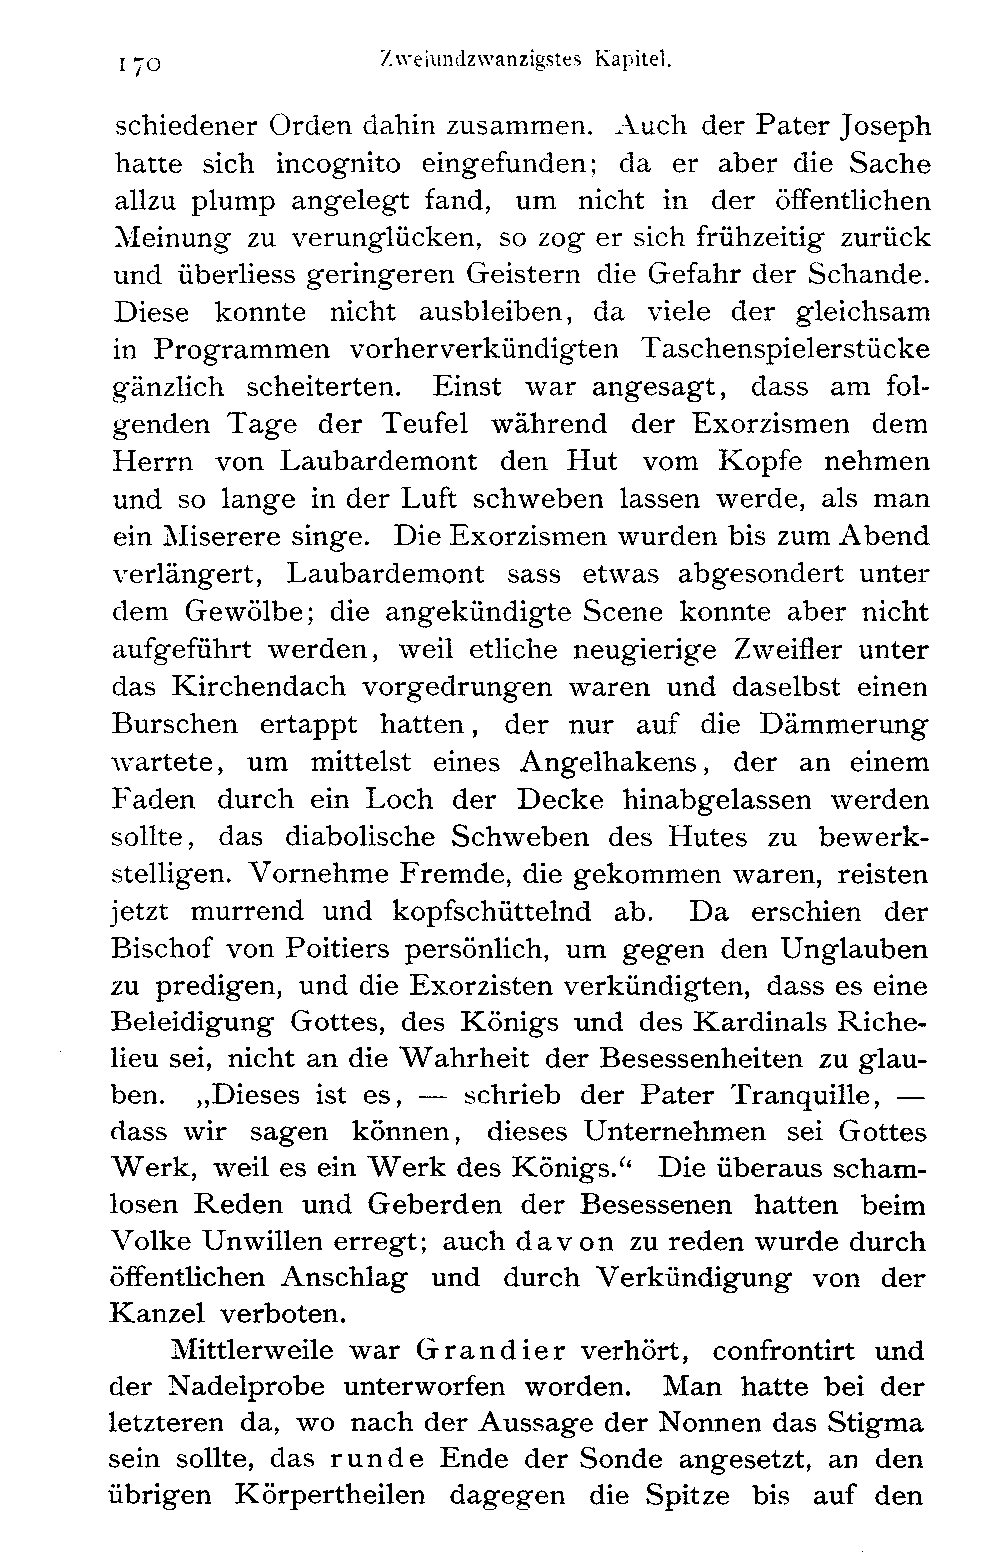 170 Zweiundzwanzigstes Kapitel.
schiedener Orden dahin zusammen. Auch der Pater Joseph
hatte sich incognito eingefunden; da er aber die Sache
allzu plump angelegt fand, um nicht in der öffentlichen
Meinung zu verunglücken, so zog er sich frühzeitig zurück
und überliess geringeren Geistern die Gefahr der Schande.
Diese konnte nicht ausbleiben, da viele der gleichsam
in Programmen vorherverkündigten Taschenspielerstücke
gänzlich scheiterten. Einst war angesagt, dass am fol-
genden Tage der Teufel während der Exorzismen dem
Herrn von Laubardemont den Hut vom Kopfe nehmen
und so lange in der Luft schweben lassen werde, als man
ein Miserere singe. Die Exorzismen wurden bis zum Abend
verlängert, Laubardemont sass etwas abgesondert unter
dem Gewölbe; die angekündigte Scene konnte aber nicht
aufgeführt werden, weil etliche neugierige Zweifler unter
das Kirchendach vorgedrungen waren und daselbst einen
Burschen ertappt hatten, der nur auf die Dämmerung
wartete, um mittelst eines Angelhakens, der an einem
Faden durch ein Loch der Decke hinabgelassen werden
sollte, das diabolische Schweben des Hutes zu bewerk-
stelligen. Vornehme Fremde, die gekommen waren, reisten
jetzt murrend und kopfschüttelnd ab. Da erschien der
Bischof von Poitiers persönlich, um gegen den Unglauben
zu predigen, und die Exorzisten verkündigten, dass es eine
Beleidigung Gottes, des Königs und des Kardinals Riche-
lieu sei, nicht an die Wahrheit der Besessenheiten zu glau-
ben. „Dieses ist es, — schrieb der Pater Tranquille, —
dass wir sagen können, dieses Unternehmen sei Gottes
Werk, weil es ein Werk des Königs.“ Die überaus scham-
losen Reden und Geberden der Besessenen hatten beim
Volke Unwillen erregt; auch davon zu reden wurde durch
öffentlichen Anschlag und durch Verkündigung von der
Kanzel verboten.
Mittlerweile war Grandier verhört, confrontirt und
der Nadelprobe unterworfen worden. Man hatte bei der
letzteren da, wo nach der Aussage der Nonnen das Stigma
sein sollte, das runde Ende der Sonde angesetzt, an den
übrigen Körpertheilen dagegen die Spitze bis auf den